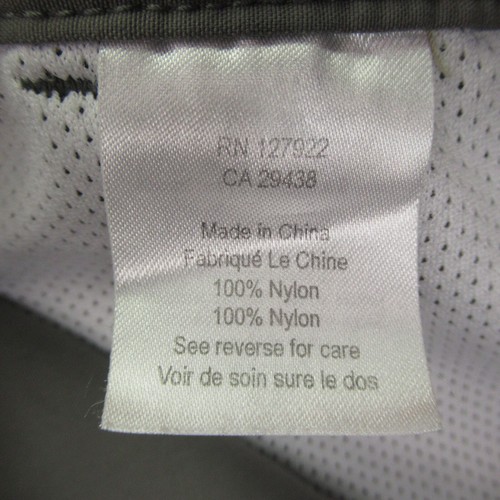 RN 127922
CA 29438
Made in China
Fabriqué Le Chine
100% Nylon
100% Nylon
See reverse for care
Voir de soin sure le dos